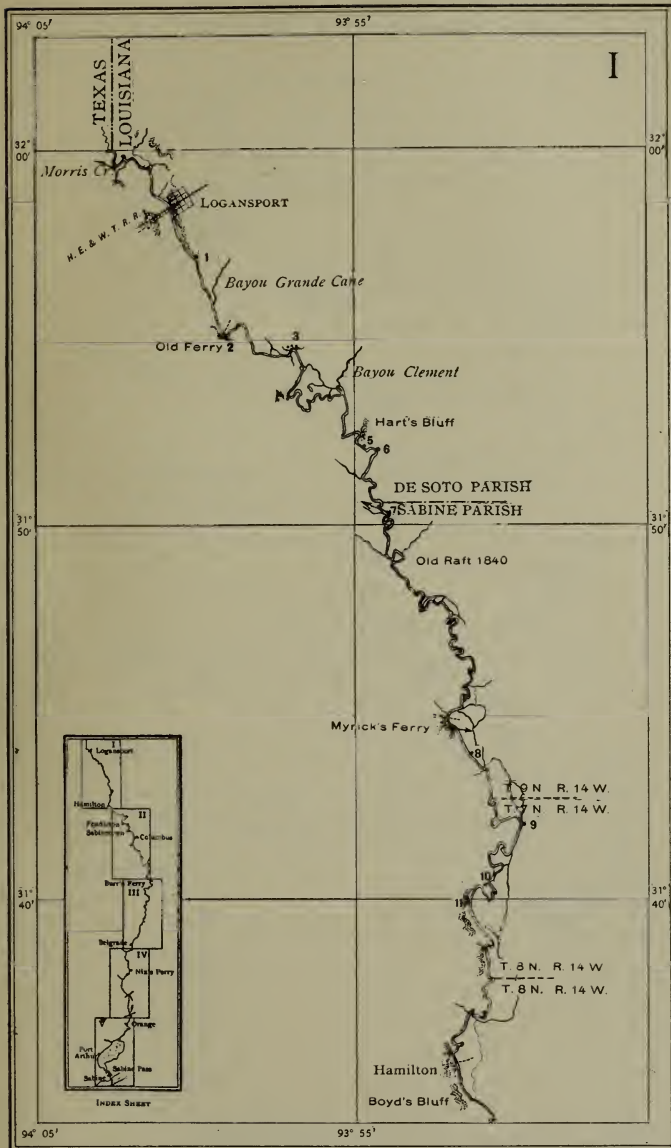 94° 05′
93° 55′
I
TEXAS
LOUISIANA
32°
00′
32°
00′
Morris Cr
LOGANSPORT
H. E. & W. T. R. R.
1
Bayou Grande Cane
Old Ferry 2
3
Bayou Clement
Hart's Bluff
5
6
DE SOTO PARISH
7
SABINE PARISH
31°
50′
31°
50′
Old Raft 1840
Myrick's Ferry
8
T. 9 N R. 14 W.
T. 7 N R. 14 W.
9
10
31°
40′
31°
40′
11
T. 8 N. R. 14 W
T. 8 N. R. 14 W.
Hamilton
Boyd's Bluff
94° 05′
93° 55′
I
Logansport
Hamilton
II
Pendleton
Sabinetown
Columbus
Burr's Ferry
III
Belgrade
IV
Nix's Ferry
Orange
V
Port
Arthur
Sabine Pass
Sabine
INDEX SHEET